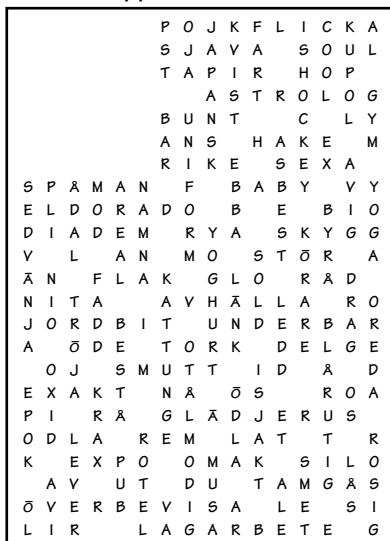 POJKFLICKA
SJAVA SOUL
TAPIR HOP
ASTROLOG
BUNT C LY
ANS HAKE M
RIKE SEXA
SPÅMAN F BABY VY
ELDORADO B E BIO
DIADEM RYA SKYGG
V L AN MO STÖR A
ÄN FLAK GLO RÅD
NITA AVHÅLLA RO
JORDBIT UNDERBAR
A ÖDE TORK DELGE
OJ SMUTT ID Å D
EXAKT NÅ ÖS ROA
PI RÅ GLÄDJERUS
ODLA REM LAT T R
K EXPO OMAK SILO
AV UT DU TAMGÅS
ÖVERBEVISA LE SI
LIR LAGARBETE G